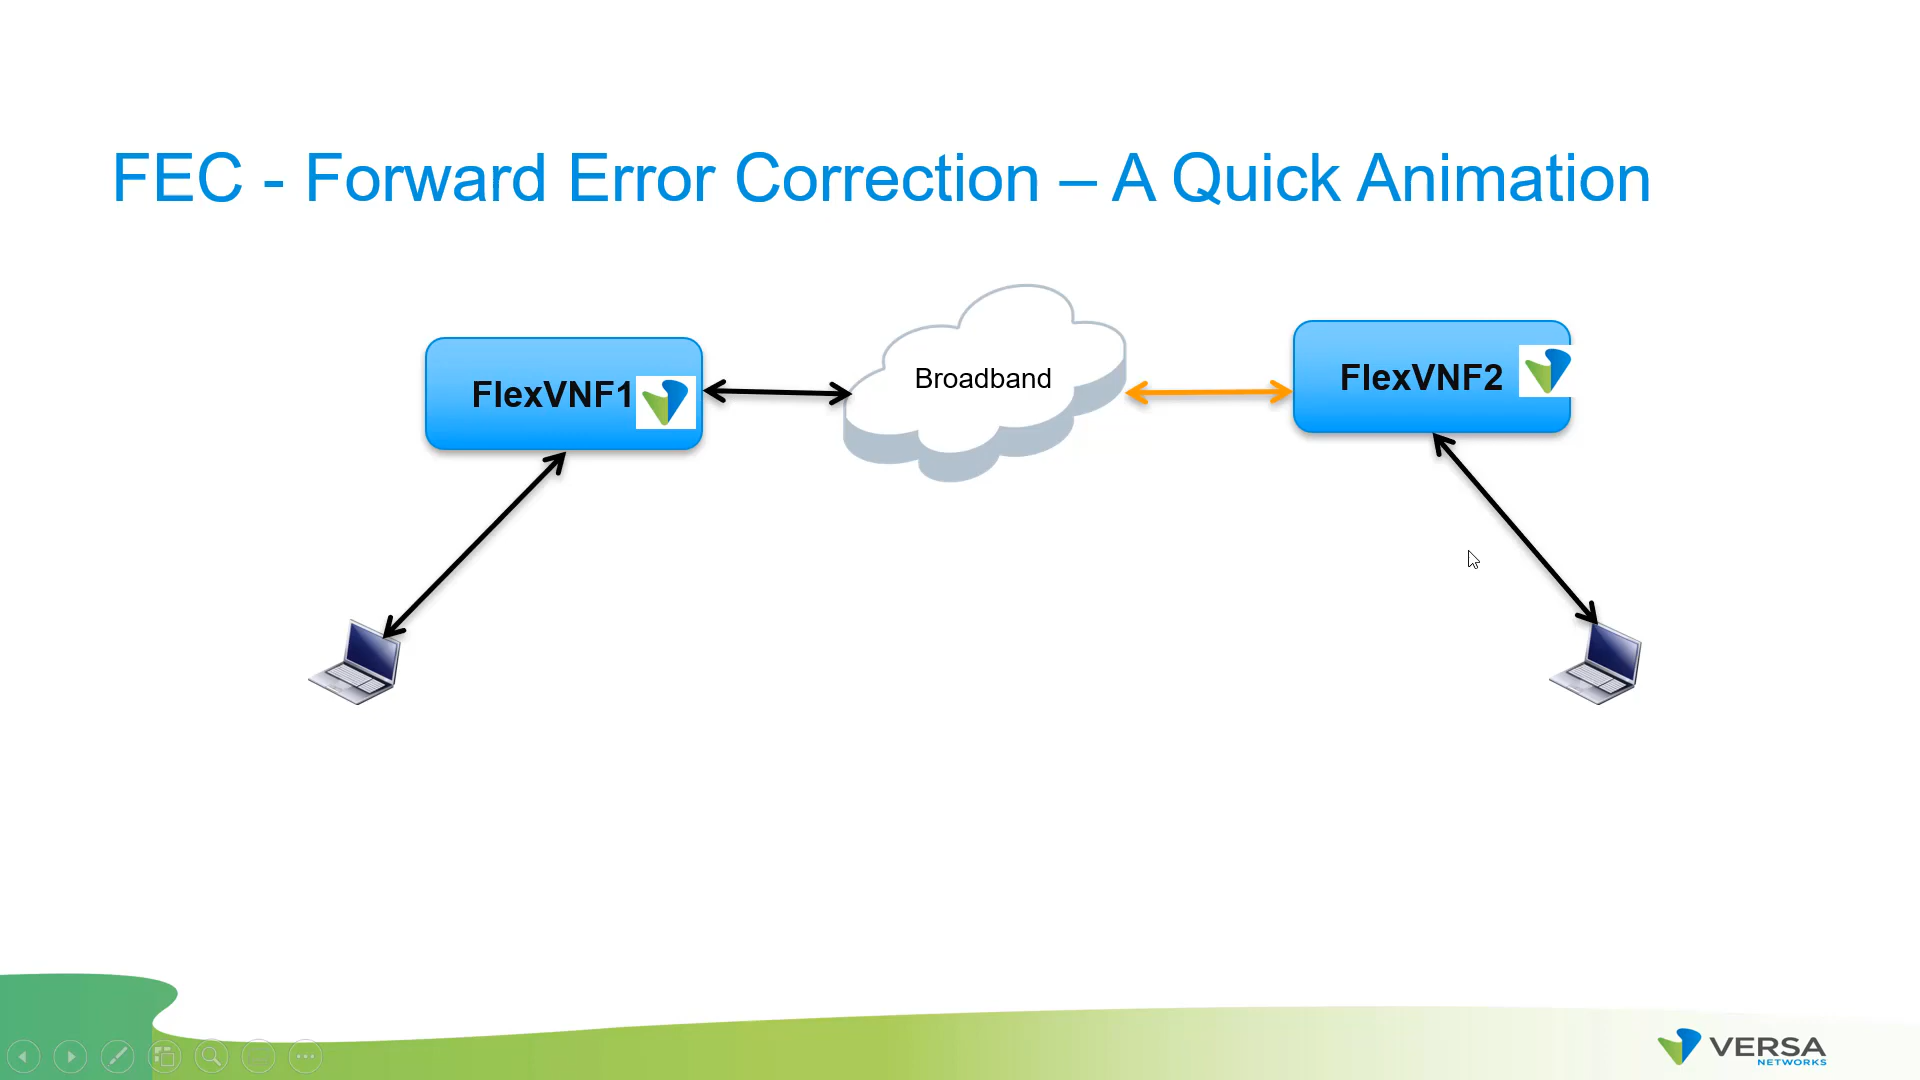 FEC - Forward Error Correction – A Quick Animation
Broadband
FlexVNF1
FlexVNF2
VERSA
NETWORKS